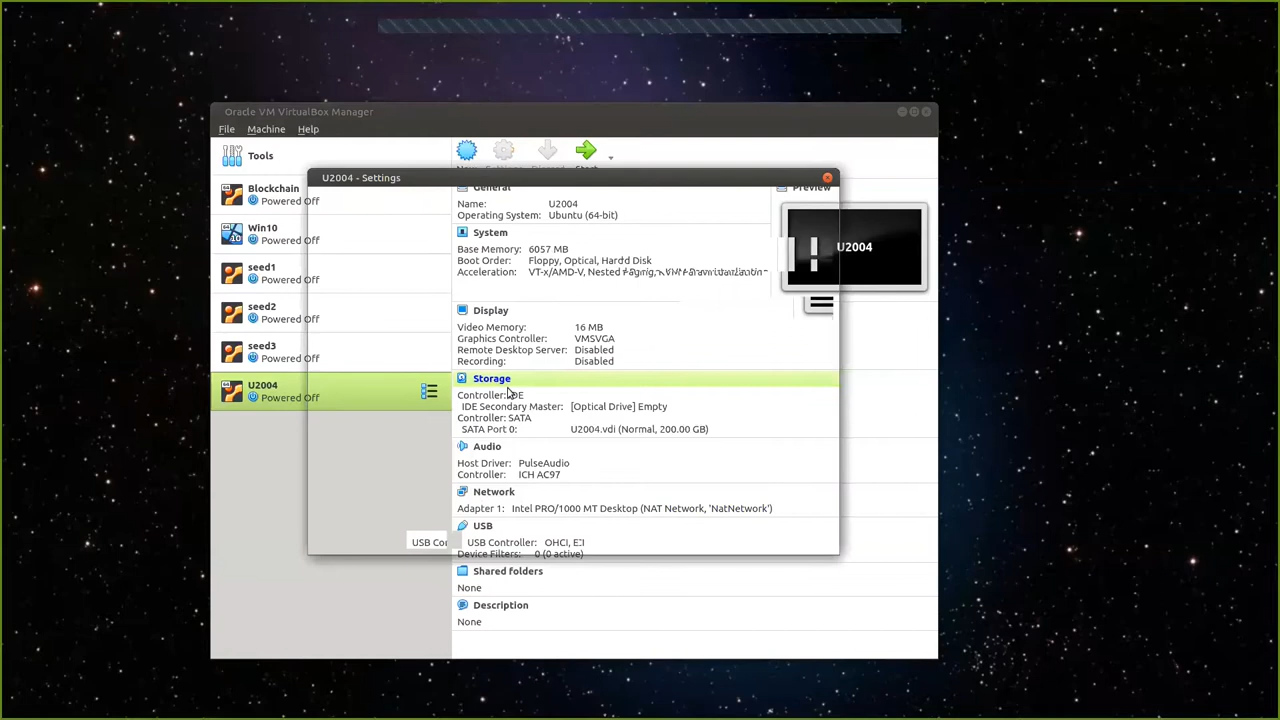 Oracle VM VirtualBox Manager
File Machine Help
Tools
U2004 - Settings
Blockchain
Powered Off
Win10
Powered Off
seed1
Powered Off
seed2
Powered Off
seed3
Powered Off
U2004
Powered Off
General
Name: U2004
Operating System: Ubuntu (64-bit)
System
Base Memory: 6057 MB
Boot Order: Floppy, Optical, Hard Disk
Acceleration: VT-x/AMD-V, Nested
Display
Video Memory: 16 MB
Graphics Controller: VMSVGA
Remote Desktop Server: Disabled
Recording: Disabled
Storage
Controller: IDE
IDE Secondary Master: [Optical Drive] Empty
Controller: SATA
SATA Port 0: U2004.vdi (Normal, 200.00 GB)
Audio
Host Driver: PulseAudio
Controller: ICH AC97
Network
Adapter 1: Intel PRO/1000 MT Desktop (NAT Network, 'NatNetwork')
USB
USB Con
USB Controller: OHCI,
Device Filters: 0 (0 active)
Shared folders
None
Description
None
Preview
U2004